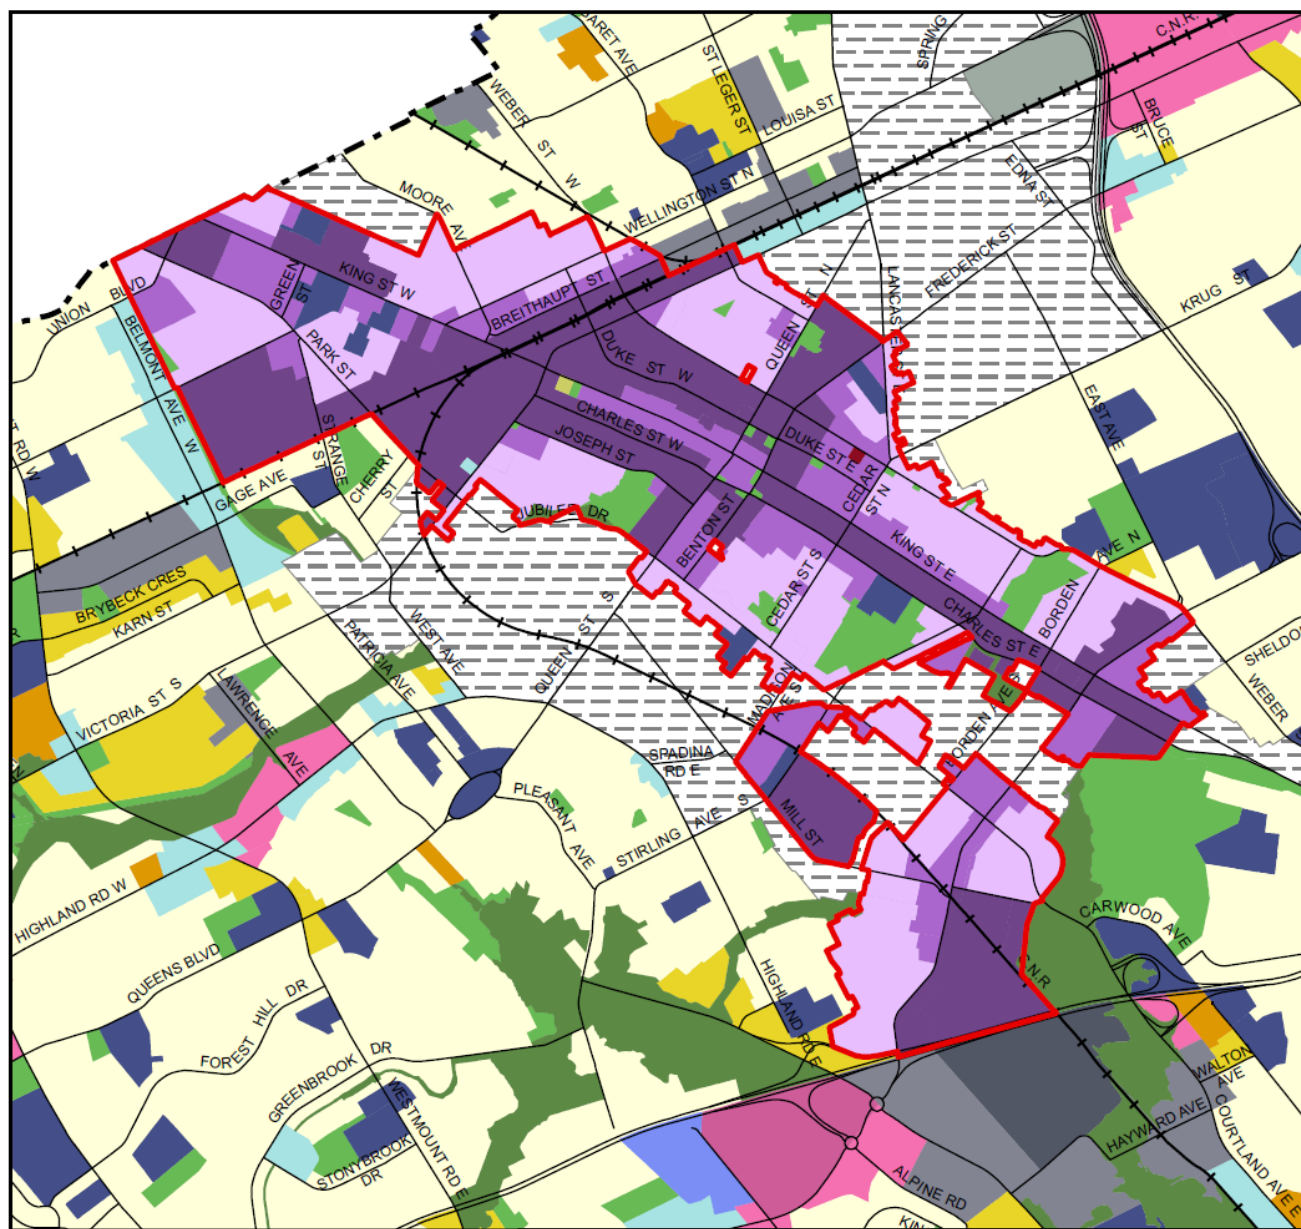 C.N.R.
SPRING
ST LEGER ST
WEBER ST W
LOUISA ST
BRUCE ST
EDNA ST
MOORE AVE
WELLINGTON ST N
FREDERICK ST
KRUG ST
UNION BLVD
BELMONT AVE W
GREEN ST
KING ST W
BREITHAUPT ST
QUEEN ST N
PARK ST
DUKE ST W
EAST AVE
CHARLES ST W
JOSEPH ST
DUKE ST E
CEDAR ST N
STRANGE ST
CHERRY ST
GAGE AVE
JUBILEE DR
BENTON ST
KING ST E
AVE N
BORDEN
BRYBECK CRES
KARN ST
CEDAR ST S
CHARLES ST E
PATRICIA AVE
WEST AVE
QUEEN ST S
MADISON AVE S
BORDEN AVE S
WEBER
VICTORIA ST S
LAWRENCE AVE
SPADINA RD E
PLEASANT AVE
STIRLING AVE S
MILL ST
HIGHLAND RD W
QUEENS BLVD
CARWOOD AVE
FOREST HILL DR
HIGHLAND RD E
C.N.R
GREENBROOK DR
WESTMOUNT RD E
STONYBROOK DR
WALTON AVE
HAYWARD AVE
COURTLAND AVE E
ALPINE RD